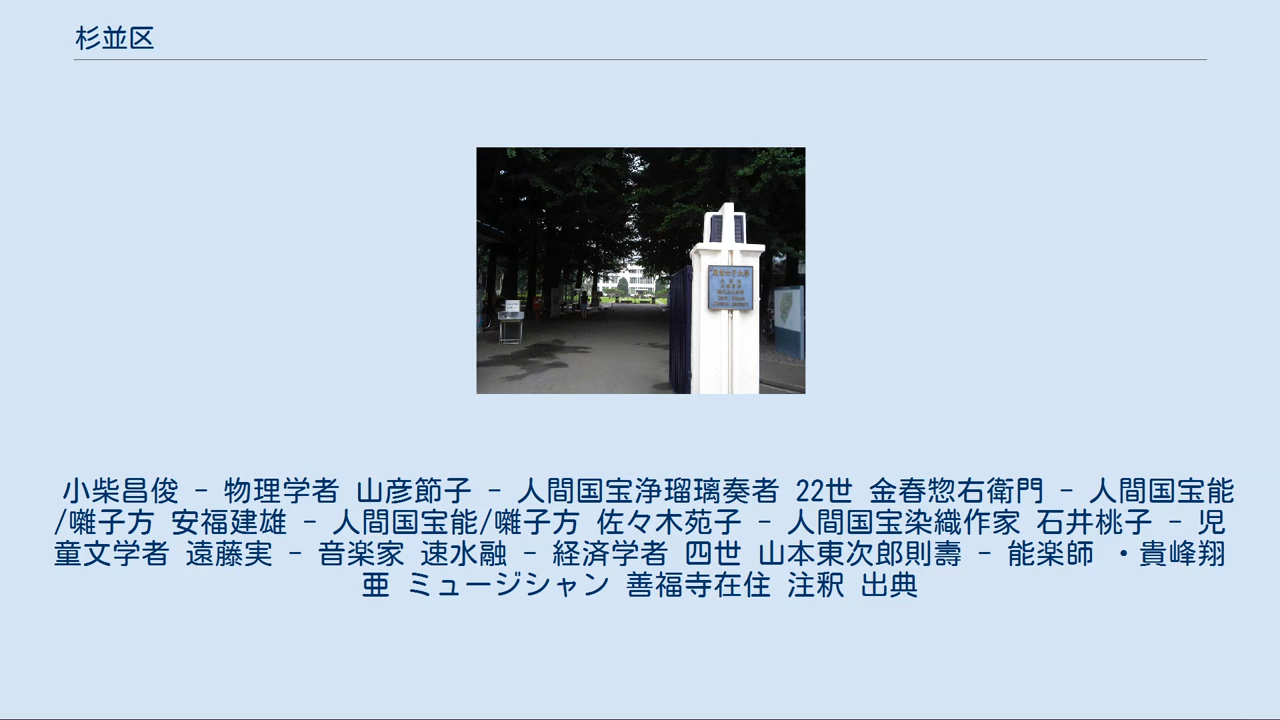 杉並区
小柴昌俊 - 物理学者 山彦節子 - 人間国宝浄瑠璃奏者 22世 金春惣右衛門 - 人間国宝能
/囃子方 安福建雄 - 人間国宝能/囃子方 佐々木苑子 - 人間国宝染織作家 石井桃子 - 児
童文学者 遠藤実 - 音楽家 速水融 - 経済学者 四世 山本東次郎則壽 - 能楽師 ・貴峰翔
亜 ミュージシャン 善福寺在住 注釈 出典